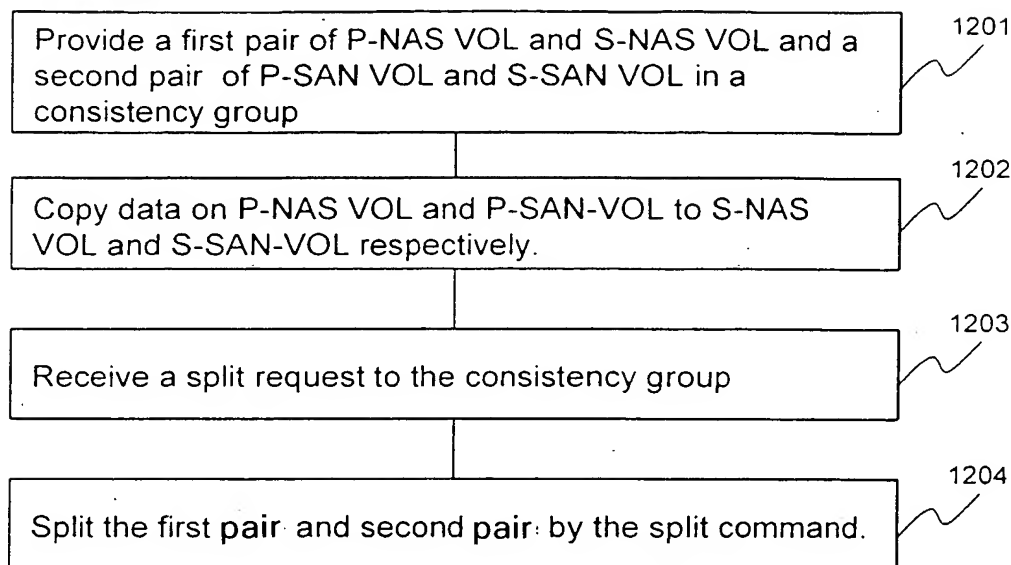 Provide a first pair of P-NAS VOL and S-NAS VOL and a
second pair of P-SAN VOL and S-SAN VOL in a
consistency group
1201
Copy data on P-NAS VOL and P-SAN-VOL to S-NAS
VOL and S-SAN-VOL respectively.
1202
Receive a split request to the consistency group
1203
Split the first pair and second pair by the split command.
1204